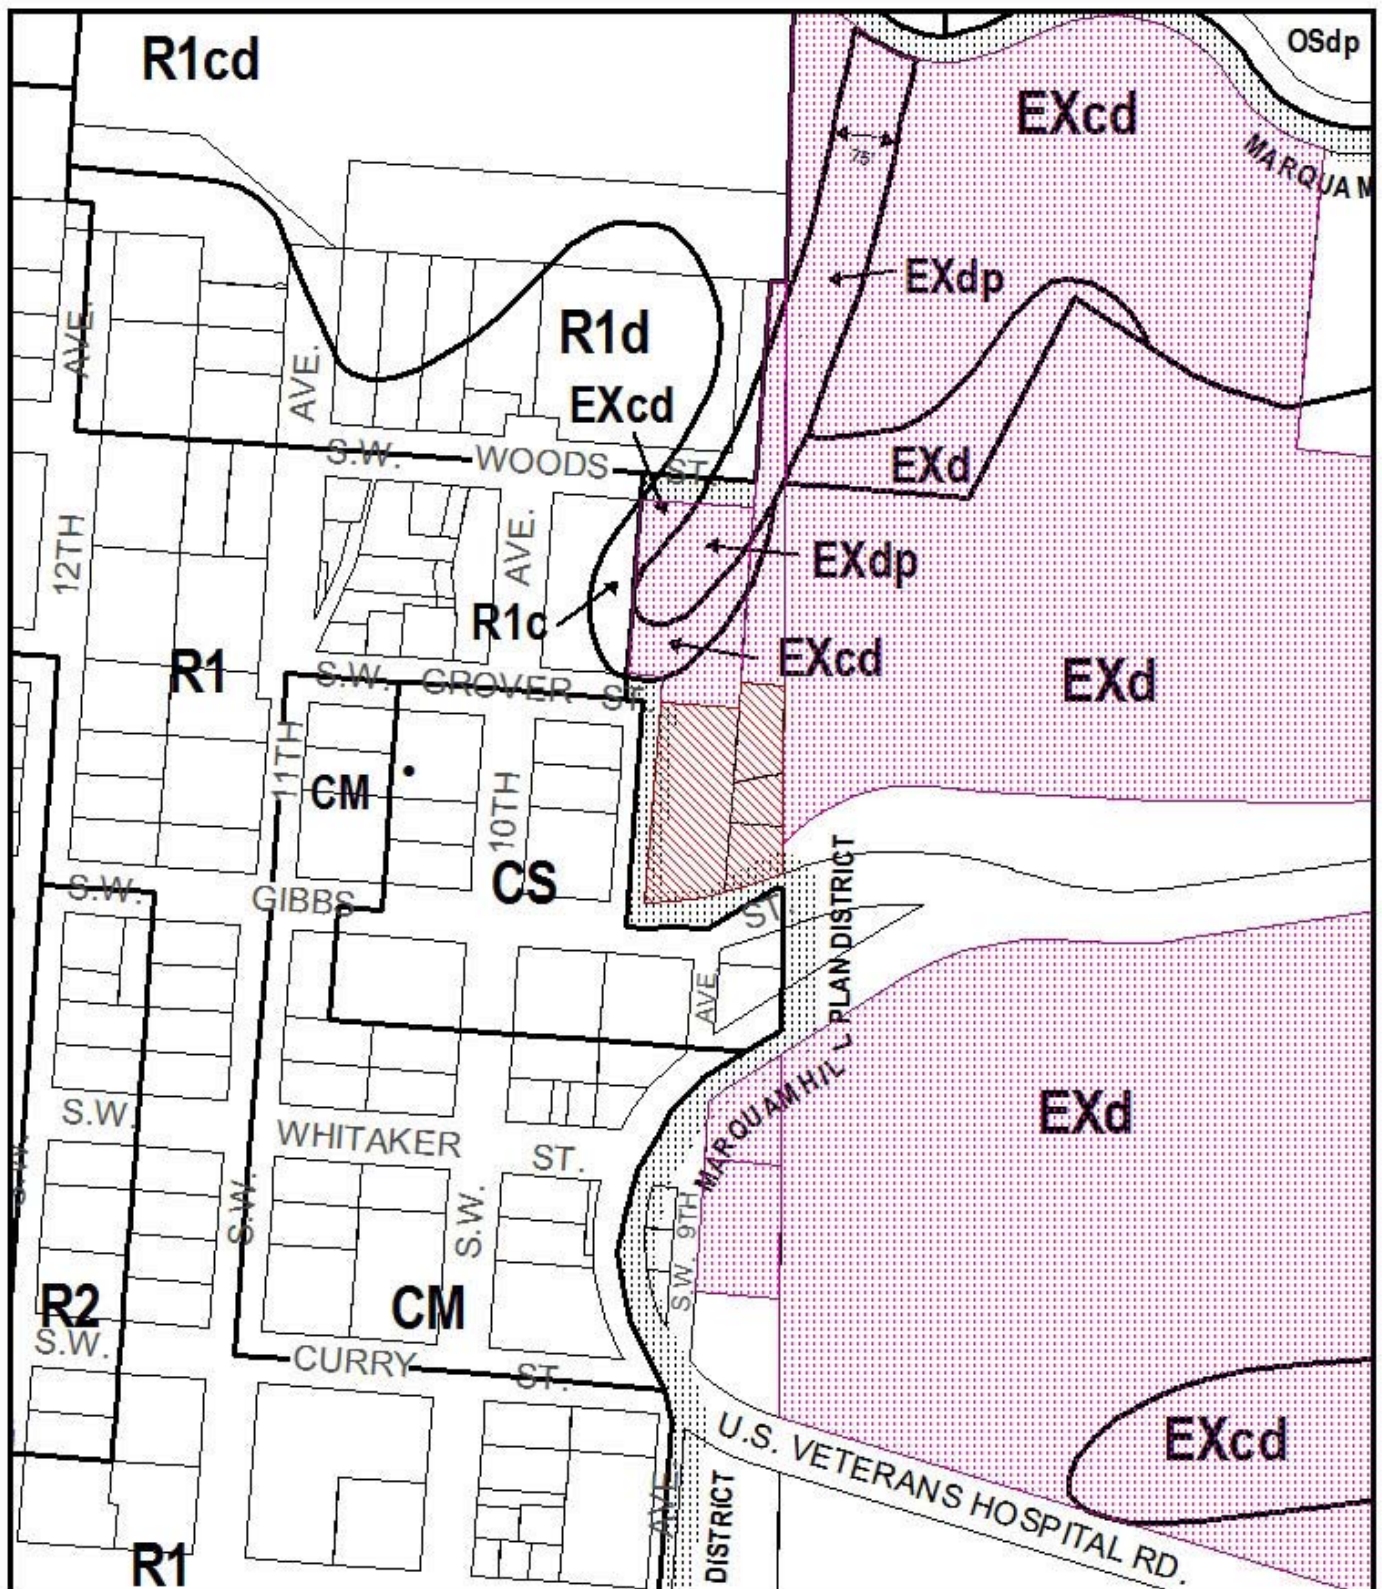 R1cd
OSdp
EXcd
MARQUAM
75'
EXdp
AVE.
R1d
AVE.
EXcd
S.W. WOODS ST.
EXd
12TH
AVE.
EXdp
R1c
EXcd
R1
S.W. GROVER ST.
EXd
11TH
CM
10TH
CS
S.W.
GIBBS
ST.
MARQUAM HILL PLAN DISTRICT
AVE.
S.W.
WHITAKER
ST.
EXd
S.W.
S.W.
S.W.
S.W. 9TH
R2
CM
S.W.
CURRY
ST.
EXcd
U.S. VETERANS HOSPITAL RD.
AVE.
DISTRICT
R1